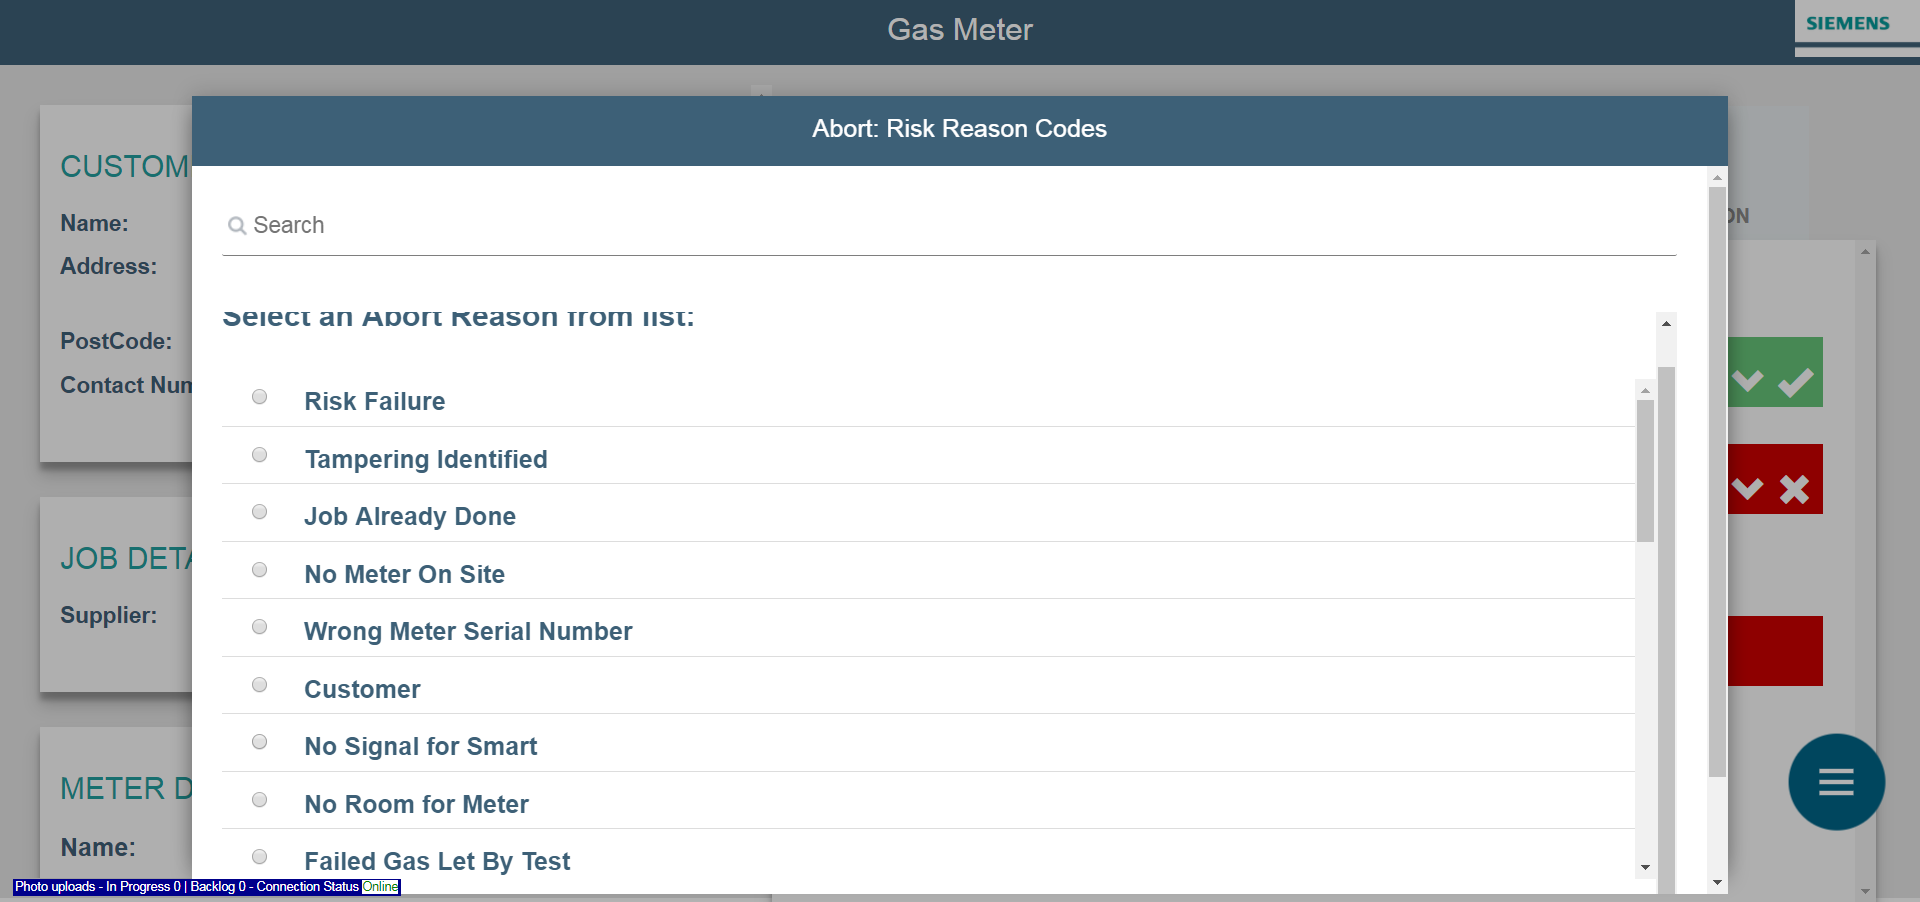 Gas Meter
SIEMENS
Abort: Risk Reason Codes
CUSTOM
Name:
Address:
PostCode:
Contact Num
JOB DETA
Supplier:
METER D
Name:
Search
Select an Abort Reason from list:
Risk Failure
Tampering Identified
Job Already Done
No Meter On Site
Wrong Meter Serial Number
Customer
No Signal for Smart
No Room for Meter
Failed Gas Let By Test
ON
Photo uploads - In Progress 0 | Backlog 0 - Connection Status Online